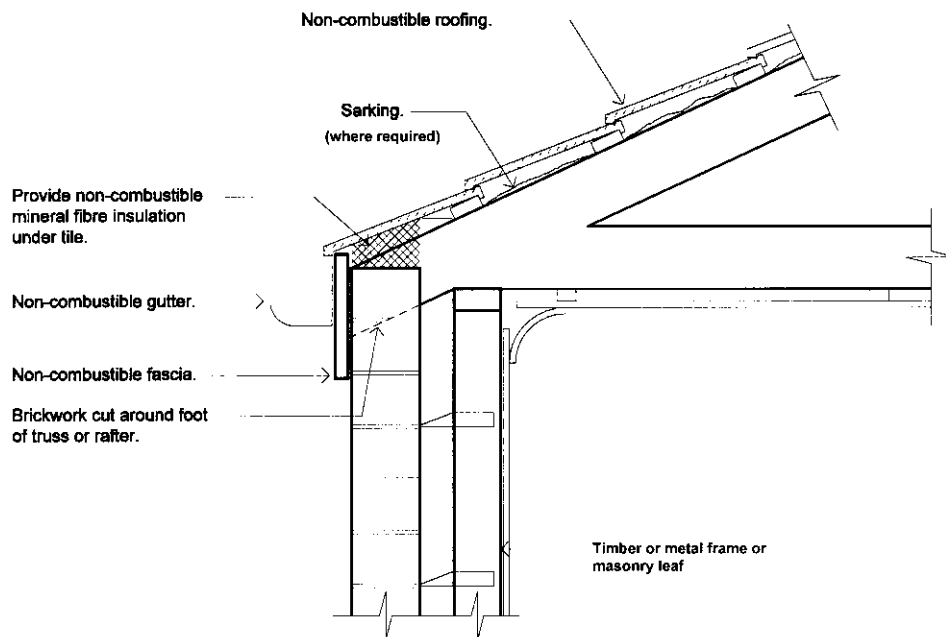 Non-combustible roofing.
Sarking.
(where required)
Provide non-combustible
mineral fibre insulation
under tile.
Non-combustible gutter.
Non-combustible fascia.
Brickwork cut around foot
of truss or rafter.
Timber or metal frame or
masonry leaf